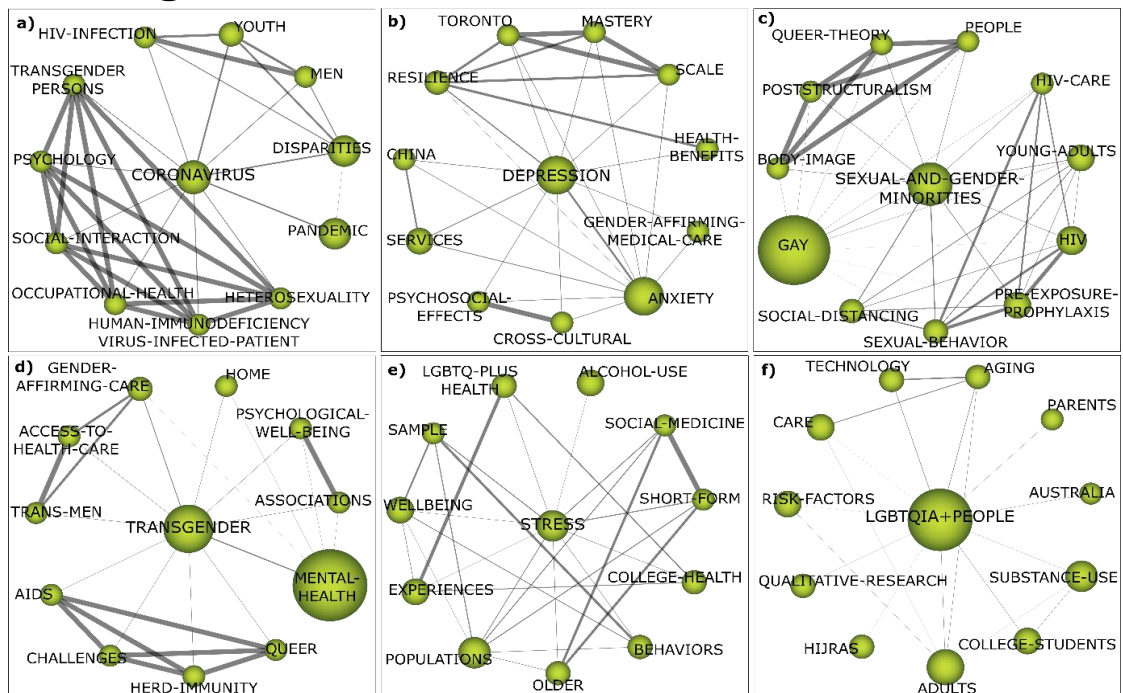 a)
HIV-INFECTION
YOUTH
TRANSGENDER
PERSONS
MEN
PSYCHOLOGY
DISPARITIES
CORONAVIRUS
SOCIAL-INTERACTION
PANDEMIC
OCCUPATIONAL-HEALTH
HETEROSEXUALITY
HUMAN-IMMUNODEFICIENCY
VIRUS-INFECTED-PATIENT
b)
TORONTO
MASTERY
RESILIENCE
SCALE
CHINA
HEALTH-
BENEFITS
DEPRESSION
SERVICES
GENDER-AFFIRMING-
MEDICAL-CARE
PSYCHOSOCIAL-
EFFECTS
ANXIETY
CROSS-CULTURAL
c)
QUEER-THEORY
PEOPLE
POSTSTRUCTURALISM
HIV-CARE
BODY-IMAGE
YOUNG-ADULTS
SEXUAL-AND-GENDER-
MINORITIES
GAY
HIV
SOCIAL-DISTANCING
PRE-EXPOSURE-
PROPHYLAXIS
SEXUAL-BEHAVIOR
d)
GENDER-
AFFIRMING-CARE
HOME
ACCESS-TO-
HEALTH-CARE
PSYCHOLOGICAL-
WELL-BEING
TRANS-MEN
ASSOCIATIONS
TRANSGENDER
MENTAL-
HEALTH
AIDS
CHALLENGES
QUEER
HERD-IMMUNITY
e)
LGBTQ-PLUS
HEALTH
ALCOHOL-USE
SAMPLE
SOCIAL-MEDICINE
WELLBEING
SHORT-FORM
STRESS
EXPERIENCES
COLLEGE-HEALTH
POPULATIONS
BEHAVIORS
OLDER
f)
TECHNOLOGY
AGING
CARE
PARENTS
RISK-FACTORS
AUSTRALIA
LGBTQIA+PEOPLE
QUALITATIVE-RESEARCH
SUBSTANCE-USE
HIJRAS
COLLEGE-STUDENTS
ADULTS